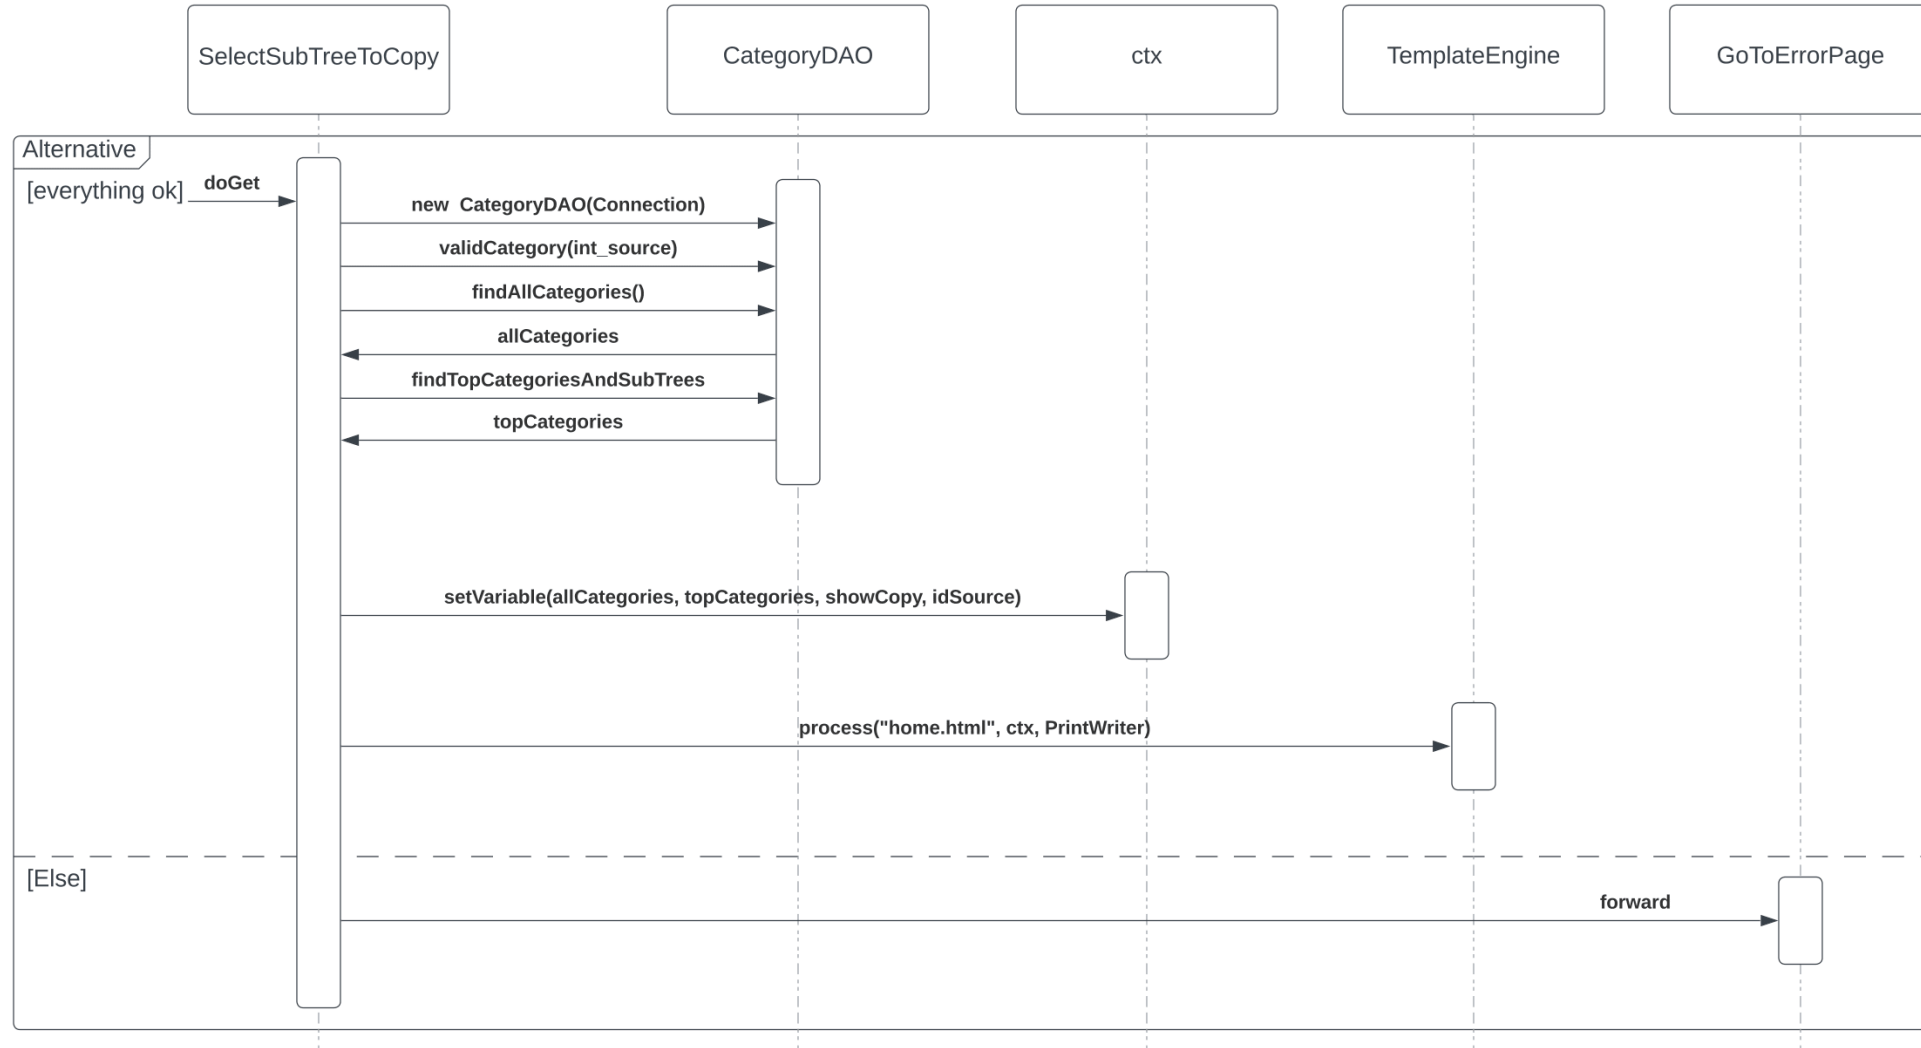 SelectSubTreeToCopy
CategoryDAO
ctx
TemplateEngine
GoToErrorPage
Alternative
[everything ok]
doGet
new  CategoryDAO(Connection)
validCategory(int_source)
findAllCategories()
allCategories
findTopCategoriesAndSubTrees
topCategories
setVariable(allCategories, topCategories, showCopy, idSource)
process("home.html", ctx, PrintWriter)
[Else]
forward